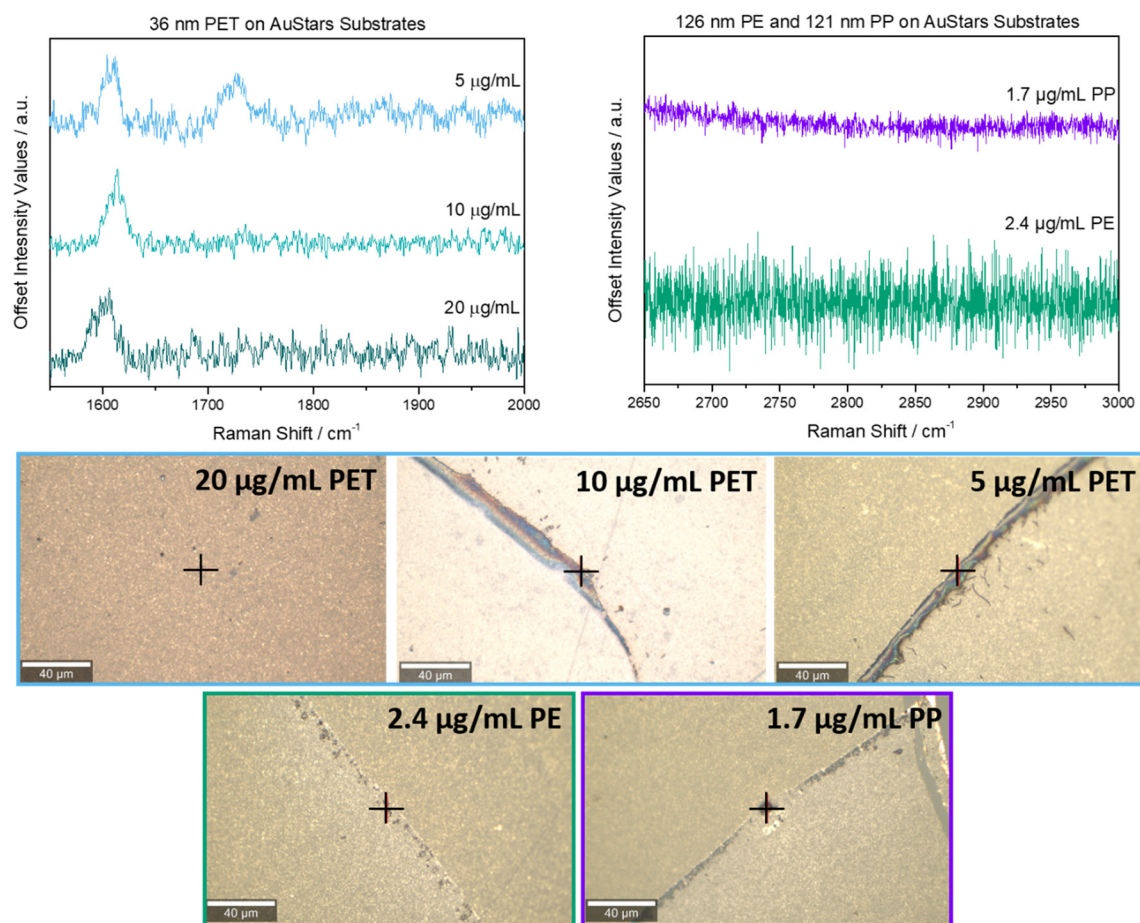 36 nm PET on AuStars Substrates
Offset Intesnsity Values / a.u.
5 µg/mL
10 µg/mL
20 µg/mL
1600 1700 1800 1900 2000
Raman Shift / cm⁻¹
126 nm PE and 121 nm PP on AuStars Substrates
Offset Intensity Values / a.u.
1.7 µg/mL PP
2.4 µg/mL PE
2650 2700 2750 2800 2850 2900 2950 3000
Raman Shift / cm⁻¹
20 µg/mL PET
40 µm
10 µg/mL PET
40 µm
5 µg/mL PET
40 µm
2.4 µg/mL PE
40 µm
1.7 µg/mL PP
40 µm